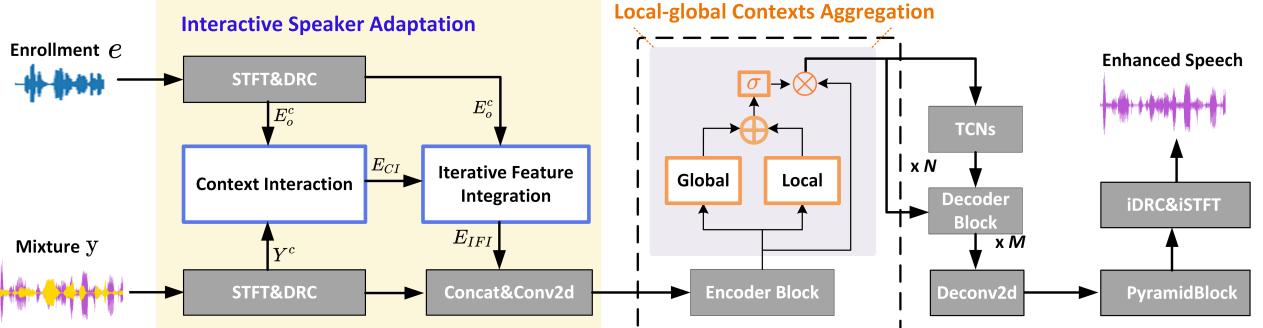 Interactive Speaker Adaptation
Local-global Contexts Aggregation
Enrollment e
STFT&DRC
E_o^c
E_o^c
Context Interaction
E_{CI}
Iterative Feature
Integration
Y^c
E_{IFI}
Mixture y
STFT&DRC
Concat&Conv2d
σ
⊗
⊕
Global
Local
Encoder Block
TCNs
x N
Decoder
Block
x M
Deconv2d
Enhanced Speech
iDRC&iSTFT
PyramidBlock